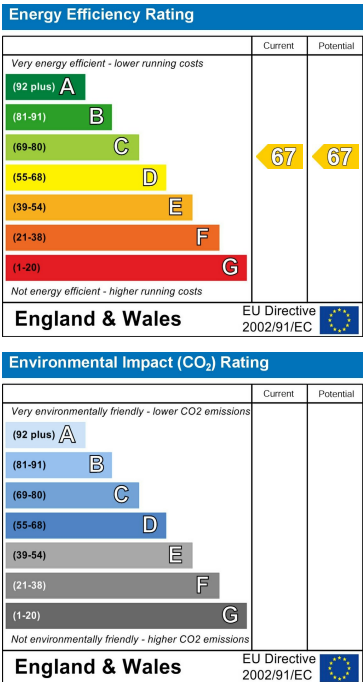 Energy Efficiency Rating
Current Potential
Very energy efficient - lower running costs
(92 plus) A
(81-91) B
(69-80) C
67 67
(55-68) D
(39-54) E
(21-38) F
(1-20) G
Not energy efficient - higher running costs
England & Wales
EU Directive
2002/91/EC
Environmental Impact (CO₂) Rating
Current Potential
Very environmentally friendly - lower CO2 emissions
(92 plus) A
(81-91) B
(69-80) C
(55-68) D
(39-54) E
(21-38) F
(1-20) G
Not environmentally friendly - higher CO2 emissions
England & Wales
EU Directive
2002/91/EC